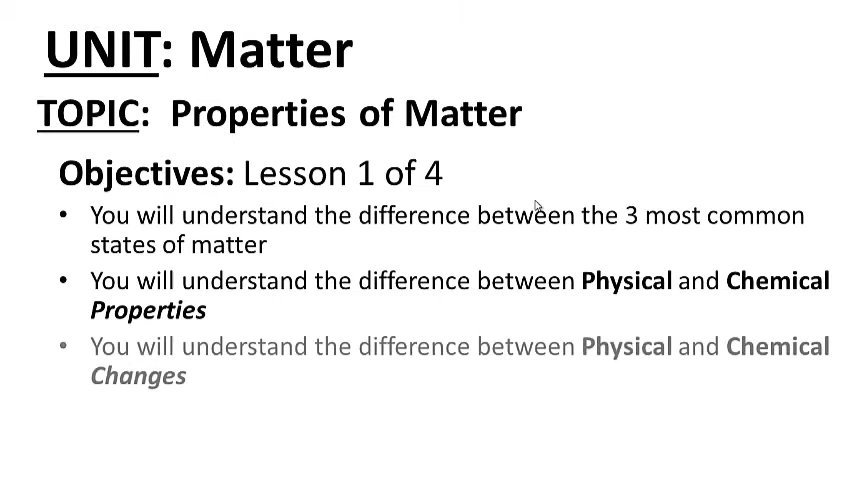 UNIT: Matter
TOPIC: Properties of Matter
Objectives: Lesson 1 of 4
• You will understand the difference between the 3 most common
states of matter
• You will understand the difference between Physical and Chemical
Properties
• You will understand the difference between Physical and Chemical
Changes